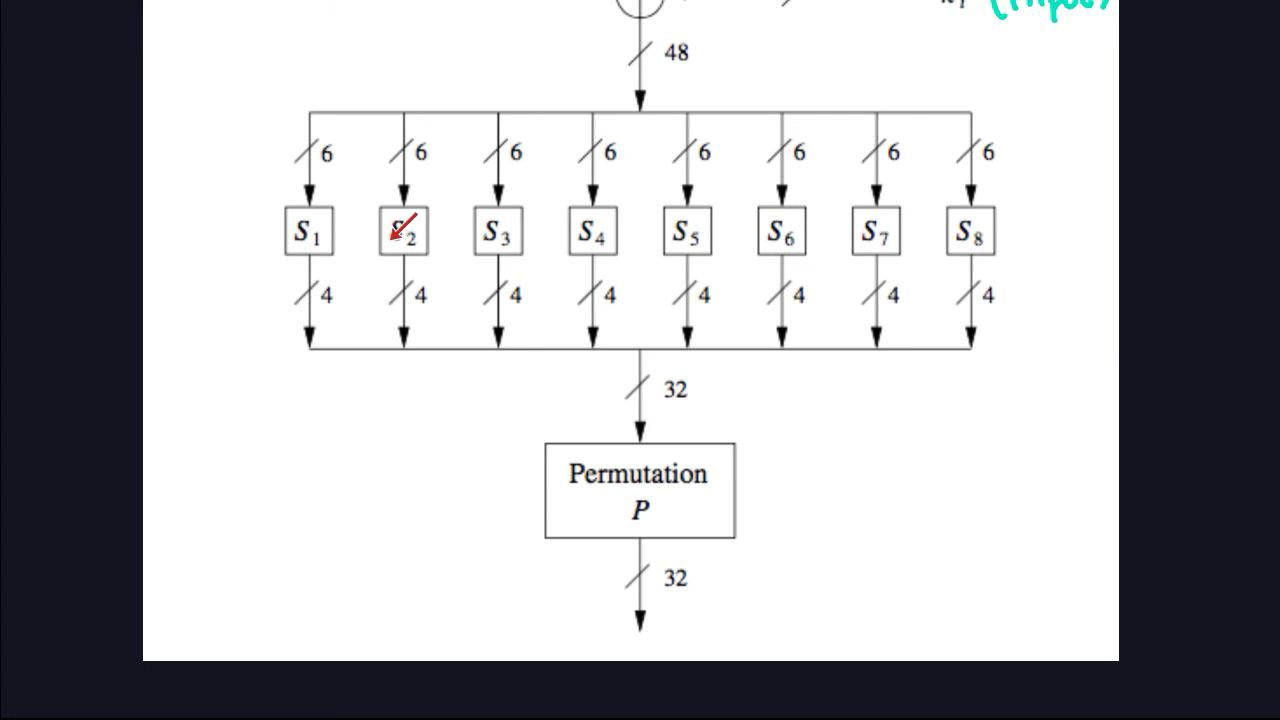 48
6 6 6 6 6 6 6 6
S1 S2 S3 S4 S5 S6 S7 S8
4 4 4 4 4 4 4 4
32
Permutation
P
32